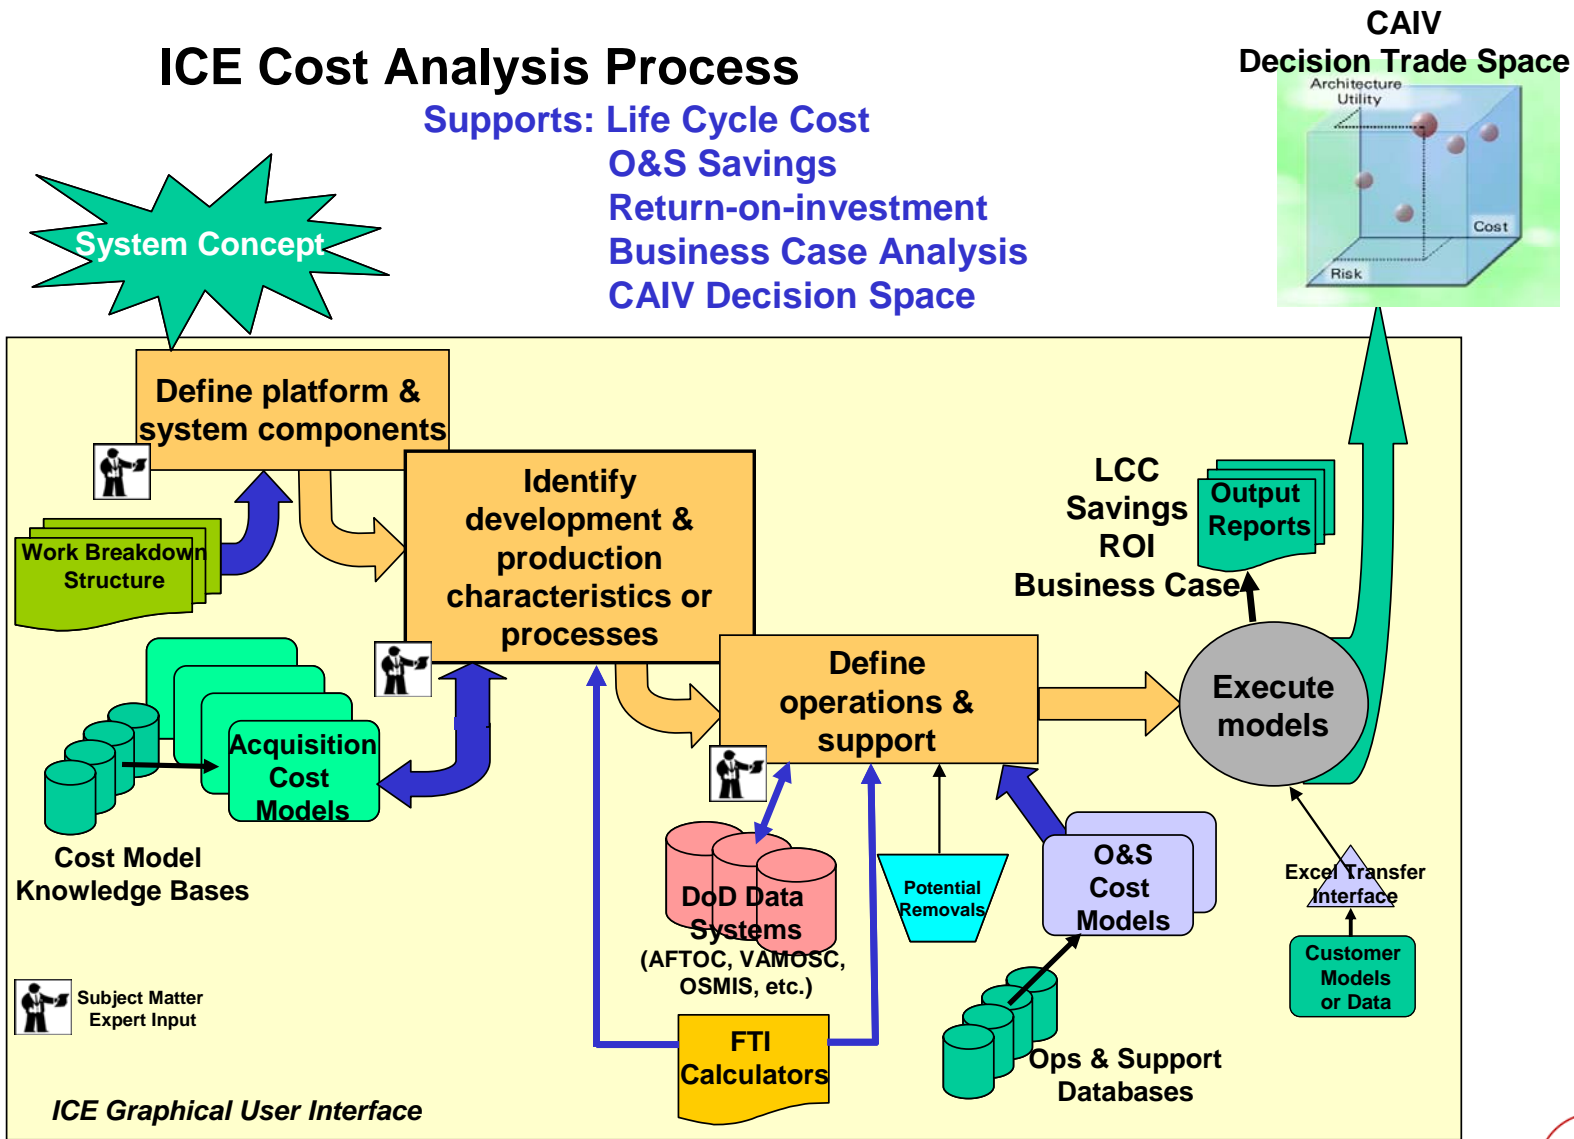 ICE Cost Analysis Process
Supports: Life Cycle Cost
O&S Savings
Return-on-investment
Business Case Analysis
CAIV Decision Space
CAIV
Decision Trade Space
Architecture
Utility
Cost
Risk
System Concept
Define platform &
system components
Identify
development &
production
characteristics or
processes
Work Breakdown
Structure
Acquisition
Cost
Models
Cost Model
Knowledge Bases
Define
operations &
support
LCC
Savings
ROI
Business Case
Output
Reports
Execute
models
DoD Data
Systems
(AFTOC, VAMOSC,
OSMIS, etc.)
Potential
Removals
O&S
Cost
Models
Excel Transfer
Interface
Customer
Models
or Data
Subject Matter
Expert Input
FTI
Calculators
Ops & Support
Databases
ICE Graphical User Interface